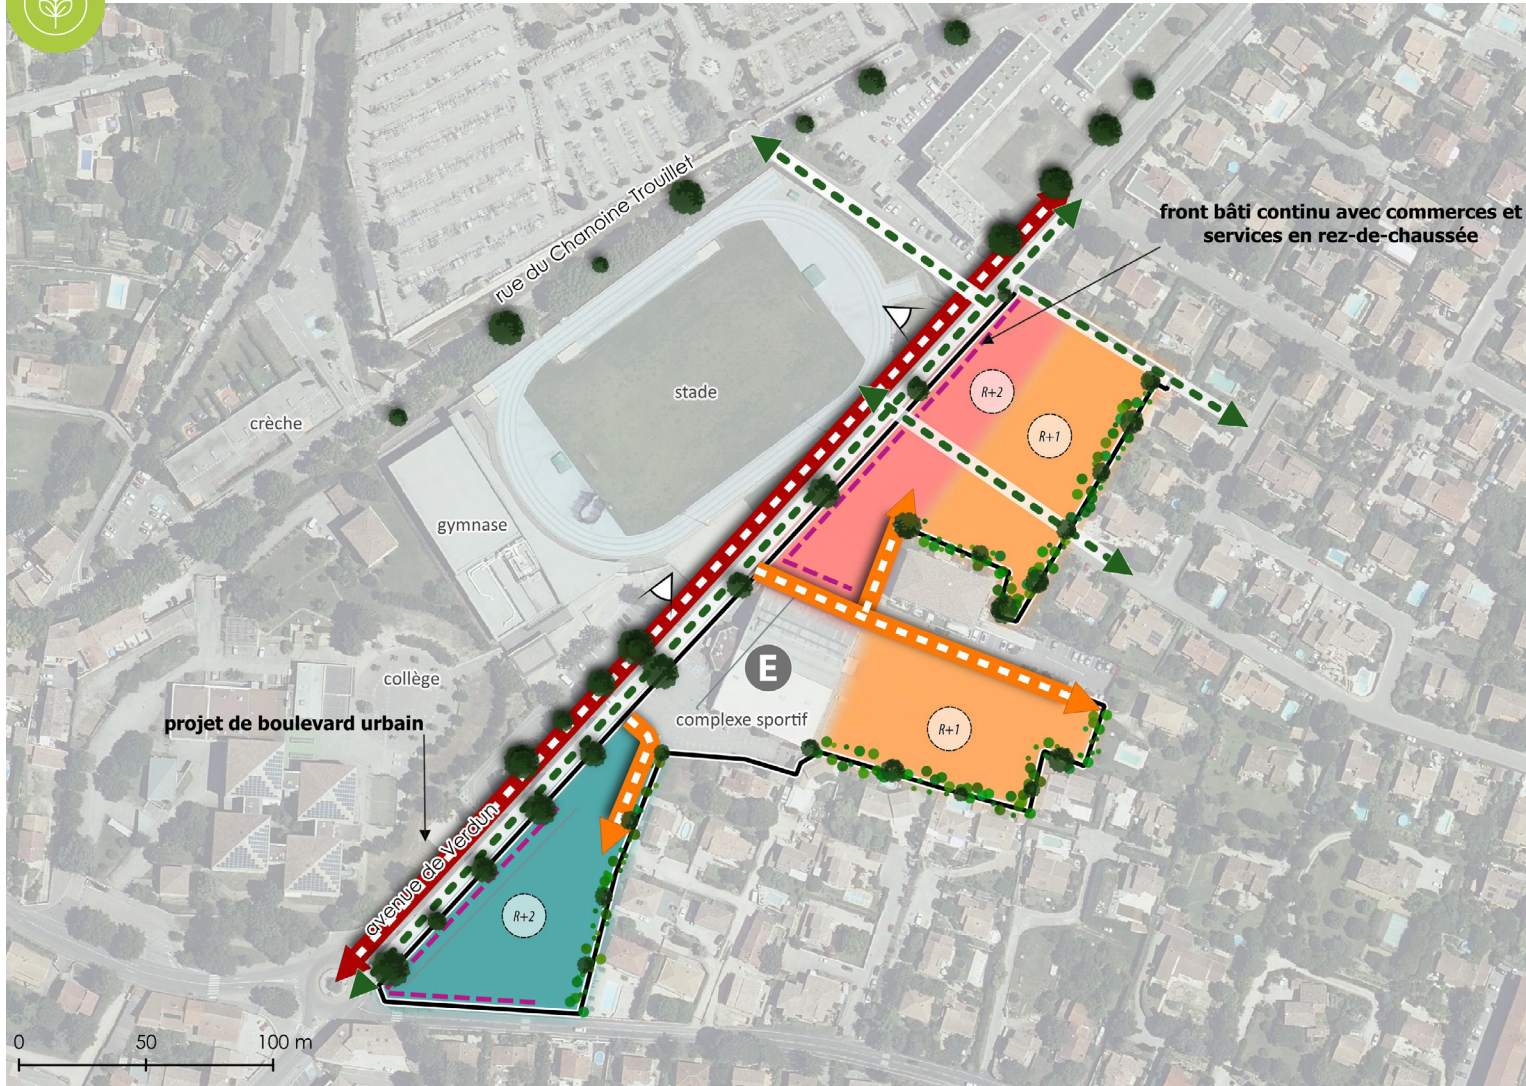 rue du Chanoine Trouillet
front bâti continu avec commerces et
services en rez-de-chaussée
stade
R+2
crèche
R+1
gymnase
E
collège
complexe sportif
projet de boulevard urbain
R+1
avenue de Verdun
R+2
0 50 100 m